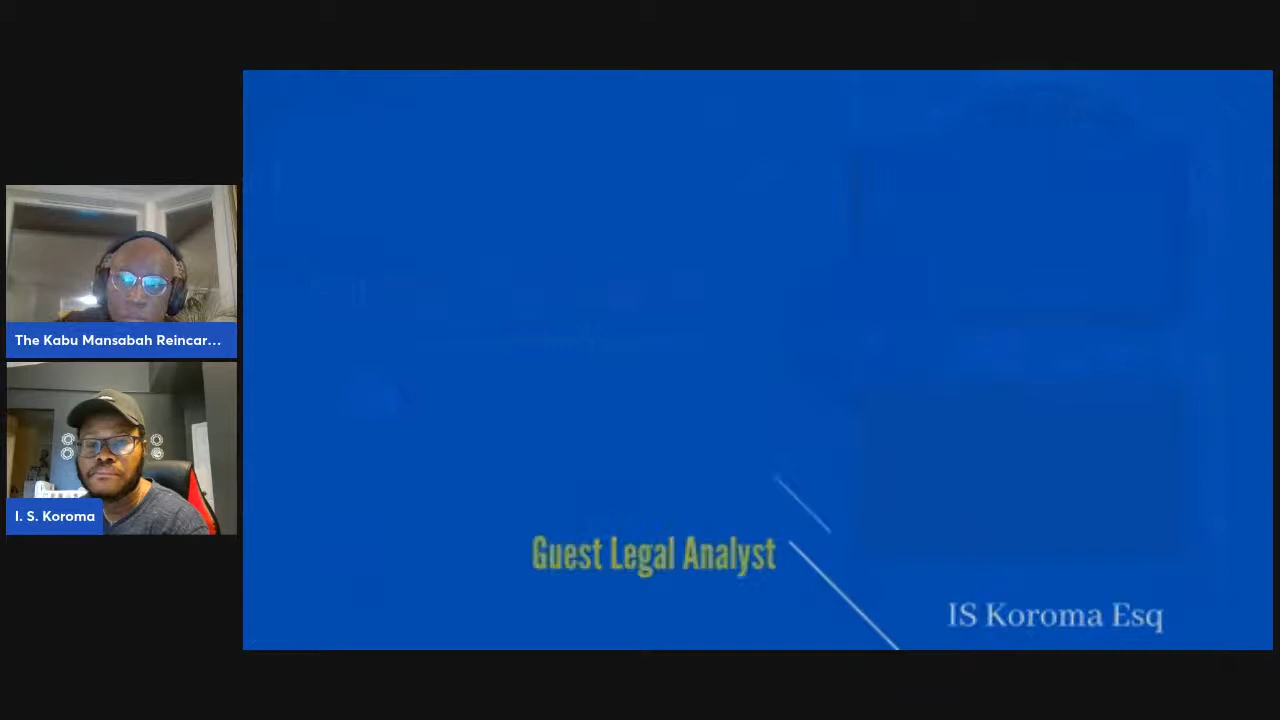 The Kabu Mansabah Reincar...
I. S. Koroma
Guest Legal Analyst
IS Koroma Esq